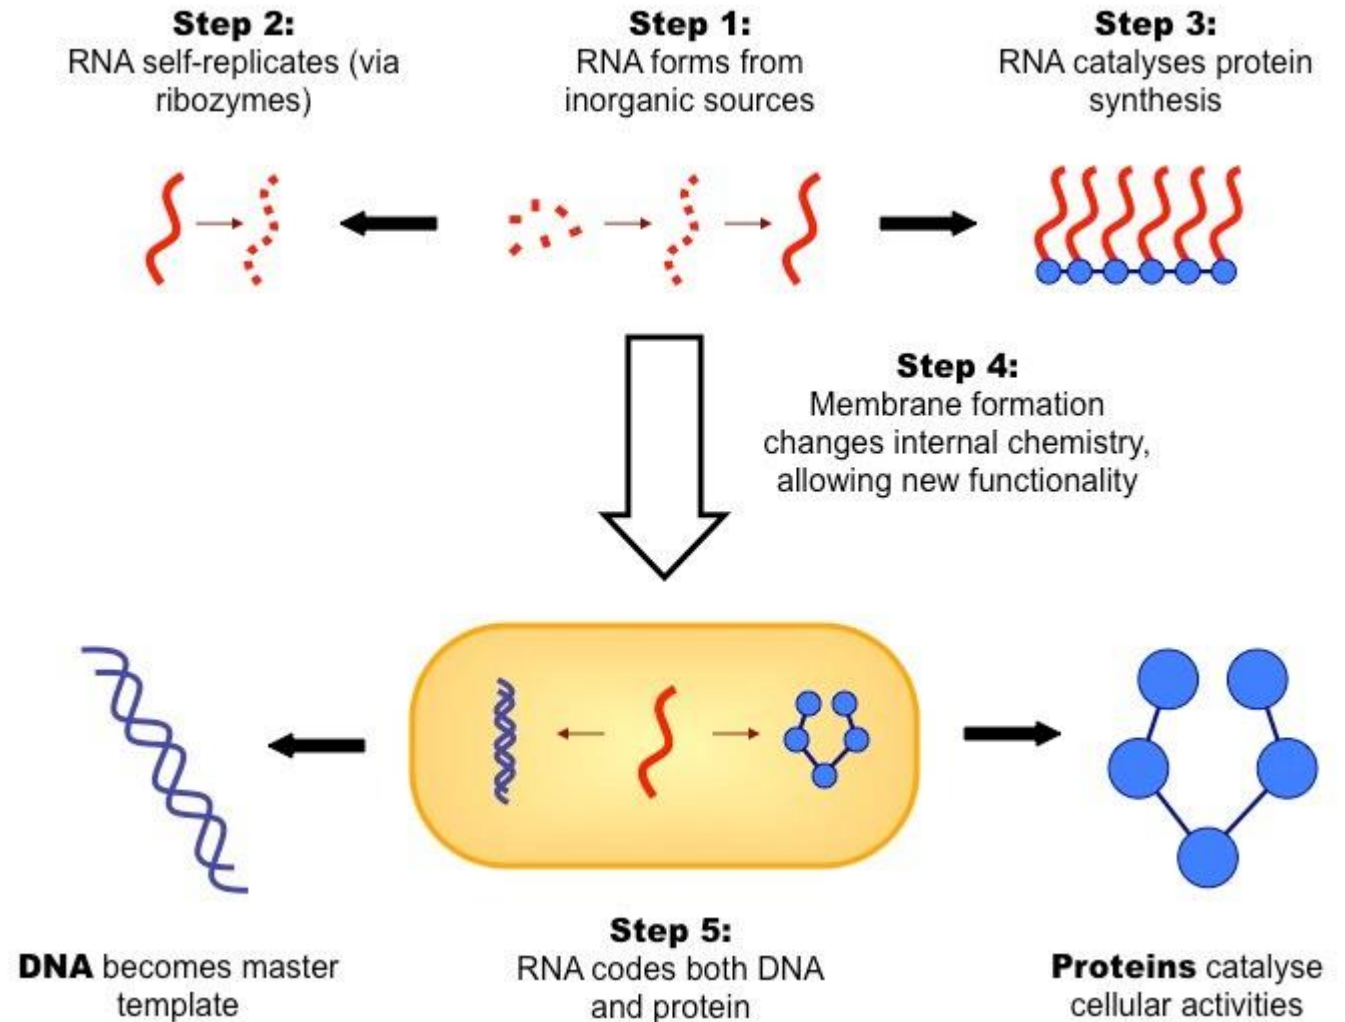 Step 2:
RNA self-replicates (via
ribozymes)
Step 1:
RNA forms from
inorganic sources
Step 3:
RNA catalyses protein
synthesis
Step 4:
Membrane formation
changes internal chemistry,
allowing new functionality
DNA becomes master
template
Step 5:
RNA codes both DNA
and protein
Proteins catalyse
cellular activities